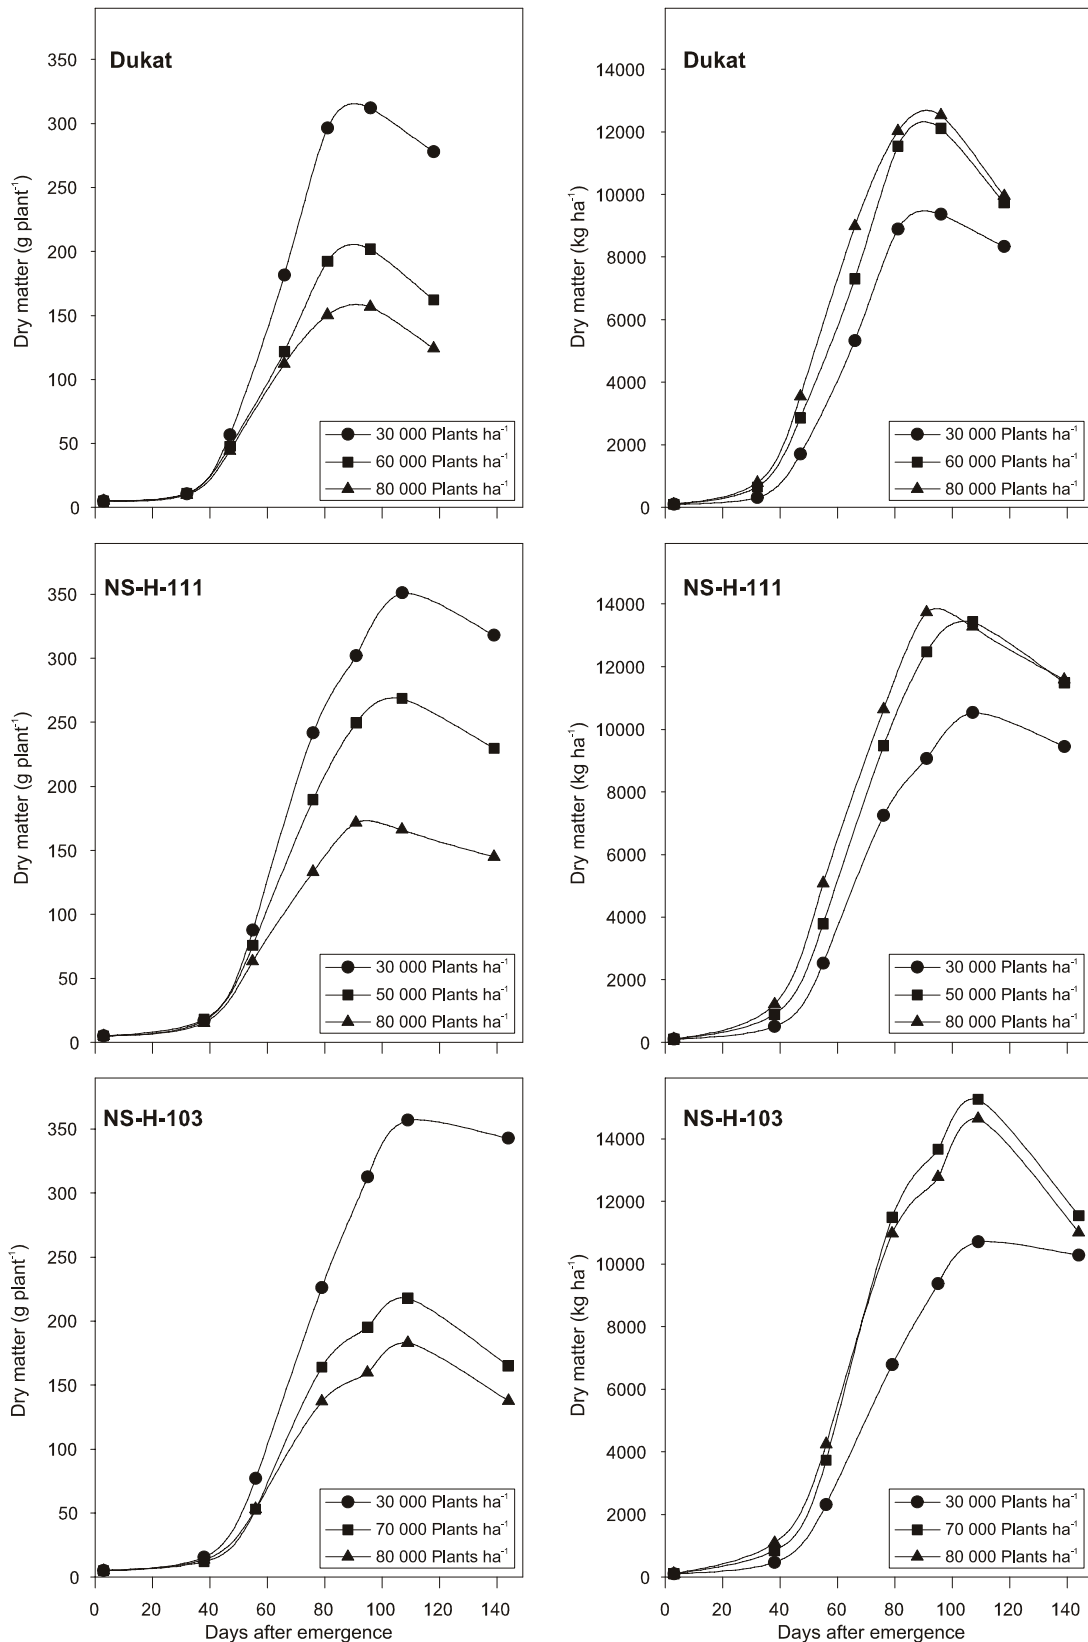 Dukat
350
300
250
200
150
100
50
0
Dry matter (g plant⁻¹)
30 000 Plants ha⁻¹
60 000 Plants ha⁻¹
80 000 Plants ha⁻¹
Dukat
14000
12000
10000
8000
6000
4000
2000
0
Dry matter (kg ha⁻¹)
30 000 Plants ha⁻¹
60 000 Plants ha⁻¹
80 000 Plants ha⁻¹
NS-H-111
350
300
250
200
150
100
50
0
Dry matter (g plant⁻¹)
30 000 Plants ha⁻¹
50 000 Plants ha⁻¹
80 000 Plants ha⁻¹
NS-H-111
14000
12000
10000
8000
6000
4000
2000
0
Dry matter (kg ha⁻¹)
30 000 Plants ha⁻¹
50 000 Plants ha⁻¹
80 000 Plants ha⁻¹
NS-H-103
350
300
250
200
150
100
50
0
Dry matter (g plant⁻¹)
30 000 Plants ha⁻¹
70 000 Plants ha⁻¹
80 000 Plants ha⁻¹
0 20 40 60 80 100 120 140
Days after emergence
NS-H-103
14000
12000
10000
8000
6000
4000
2000
0
Dry matter (kg ha⁻¹)
30 000 Plants ha⁻¹
70 000 Plants ha⁻¹
80 000 Plants ha⁻¹
0 20 40 60 80 100 120 140
Days after emergence